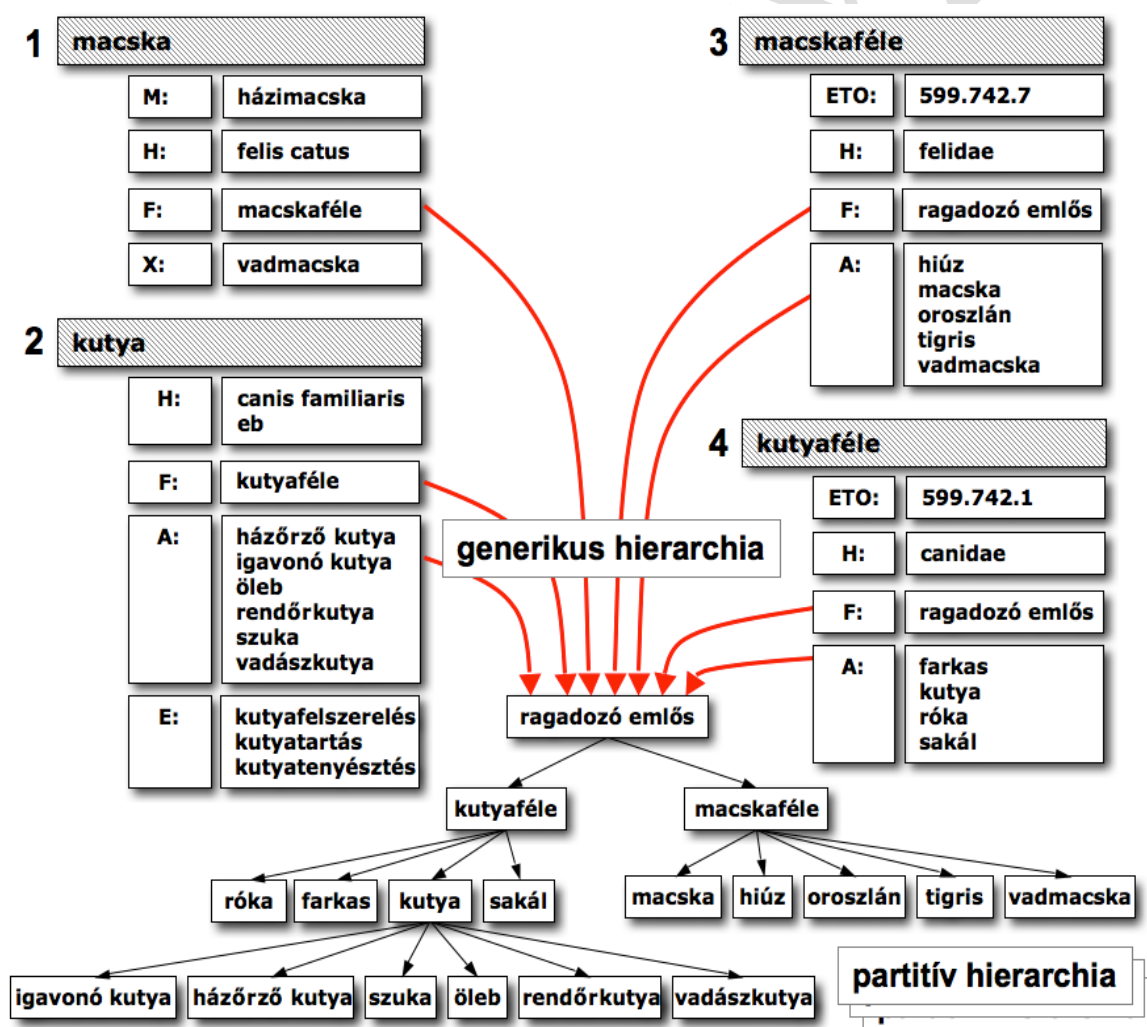 1 macska
M: házimacska
H: felis catus
F: macskaféle
X: vadmacska
2 kutya
H: canis familiaris
eb
F: kutyaféle
A: házőrző kutya
igavonó kutya
öleb
rendőrkutya
szuka
vadászkutya
E: kutyafelszerelés
kutyatartás
kutyatenyésztés
3 macskaféle
ETO: 599.742.7
H: felidae
F: ragadozó emlős
A: hiúz
macska
oroszlán
tigris
vadmacska
4 kutyaféle
ETO: 599.742.1
H: canidae
F: ragadozó emlős
A: farkas
kutya
róka
sakál
generikus hierarchia
ragadozó emlős
kutyaféle macskaféle
róka farkas kutya sakál macska hiúz oroszlán tigris vadmacska
igavonó kutya házőrző kutya szuka öleb rendőrkutya vadászkutya
partitív hierarchia